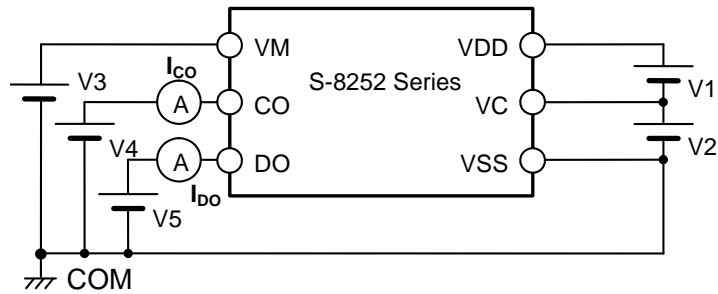 VM
VDD
S-8252 Series
V3
I_CO
A
CO
VC
V1
V4
A
DO
VSS
V2
I_DO
V5
COM